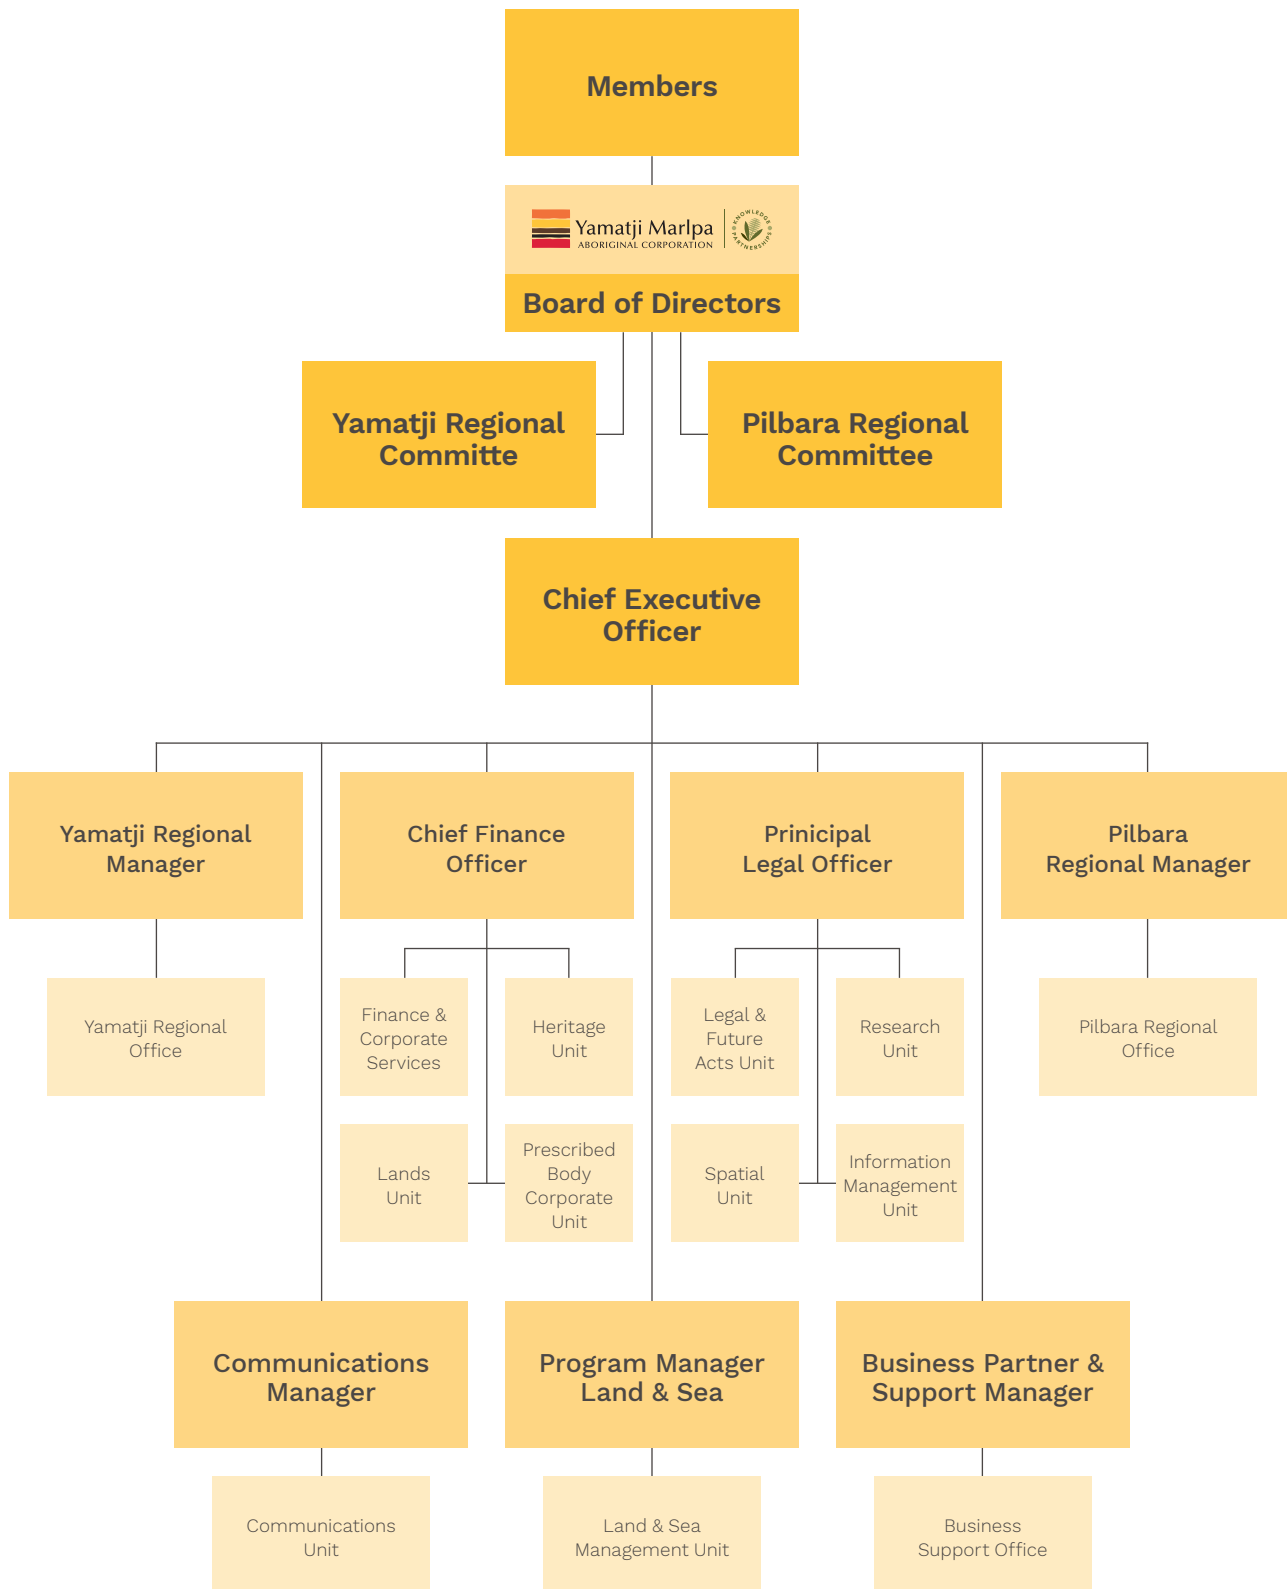 Members
Yamatji Marlpa
ABORIGINAL CORPORATION
KNOWLEDGE
PARTNERSHIPS
Board of Directors
Yamatji Regional
Committe
Pilbara Regional
Committee
Chief Executive
Officer
Yamatji Regional
Manager
Chief Finance
Officer
Prinicipal
Legal Officer
Pilbara
Regional Manager
Yamatji Regional
Office
Finance &
Corporate
Services
Heritage
Unit
Legal &
Future
Acts Unit
Research
Unit
Pilbara Regional
Office
Lands
Unit
Prescribed
Body
Corporate
Unit
Spatial
Unit
Information
Management
Unit
Communications
Manager
Program Manager
Land & Sea
Business Partner &
Support Manager
Communications
Unit
Land & Sea
Management Unit
Business
Support Office